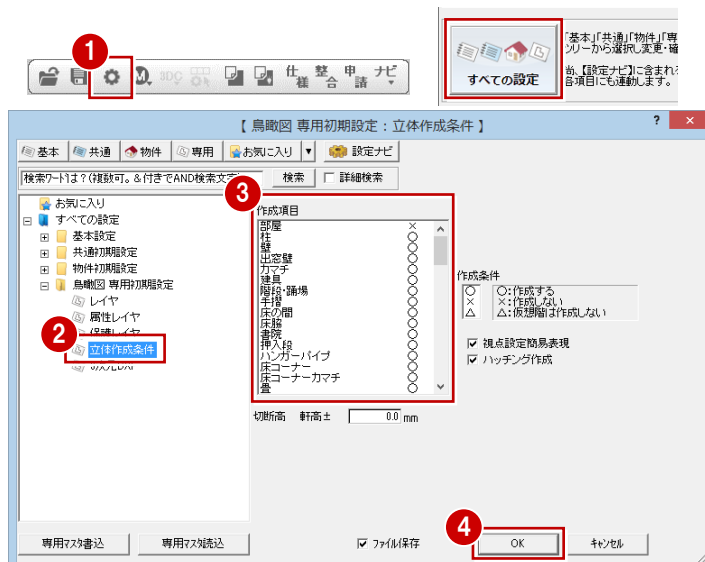 1
3DC
仕様
整合
申請
ナビ
すべての設定
「基本」「共通」「物件」「専
ツリーから選択し変更・確
尚、【設定ナビ】に含まれ
各項目にも連動します。
【 鳥瞰図 専用初期設定：立体作成条件 】
?
×
基本
共通
物件
専用
お気に入り
▼
設定ナビ
検索ワードは？(複数可。&付きでAND検索文
検索
詳細検索
お気に入り
すべての設定
基本設定
共通初期設定
物件初期設定
鳥瞰図 専用初期設定
レイヤ
属性レイヤ
保護レイヤ
2
立体作成条件
3
作成項目
部屋 ×
柱 ○
壁 ○
出窓壁 ○
カマチ ○
建具 ○
階段・踊場 ○
手摺 ○
床の間 ○
床脇 ○
書院 ○
押入段 ○
ハンガーパイプ ○
床コーナー ○
床コーナーカマチ ○
畳 ○
作成条件
○ ○:作成する
× ×:作成しない
△ △:仮想階は作成しない
視点設定簡易表現
ハッチング作成
切断高 軒高± 0.0 mm
専用マスタ書込
専用マスタ読込
ファイル保存
4
OK
キャンセル